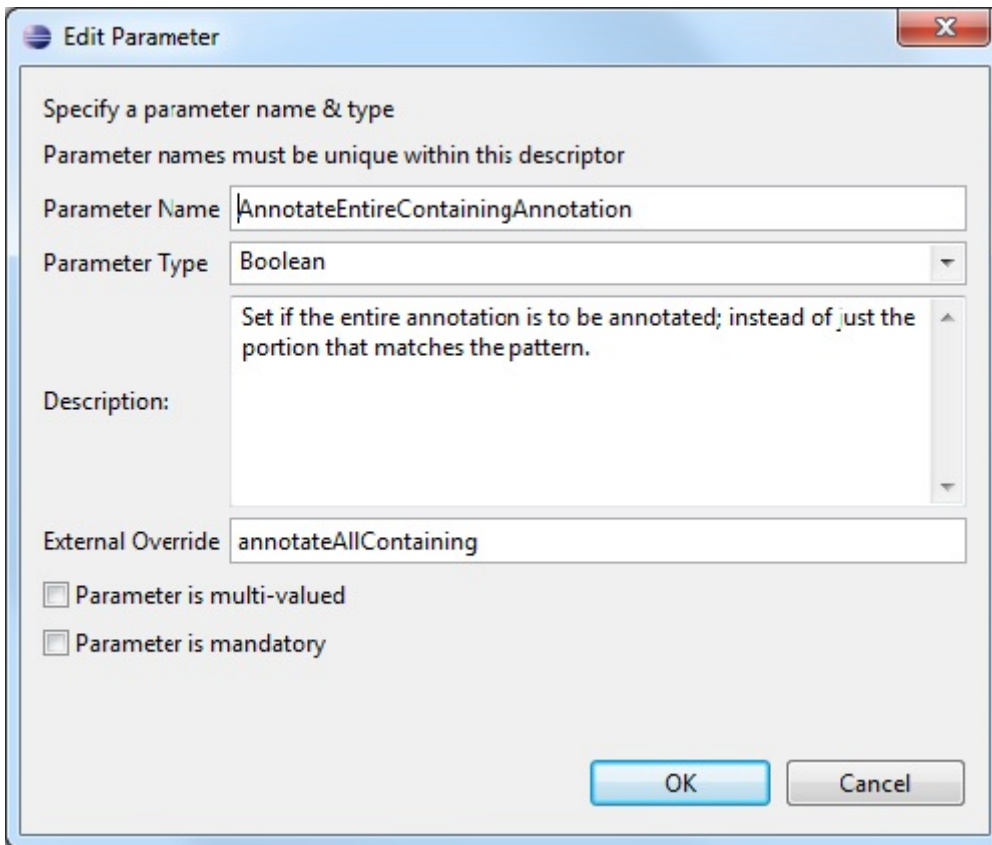 Edit Parameter
Specify a parameter name & type
Parameter names must be unique within this descriptor
Parameter Name AnnotateEntireContainingAnnotation
Parameter Type Boolean
Set if the entire annotation is to be annotated; instead of just the
portion that matches the pattern.
Description:
External Override annotateAllContaining
Parameter is multi-valued
Parameter is mandatory
OK Cancel